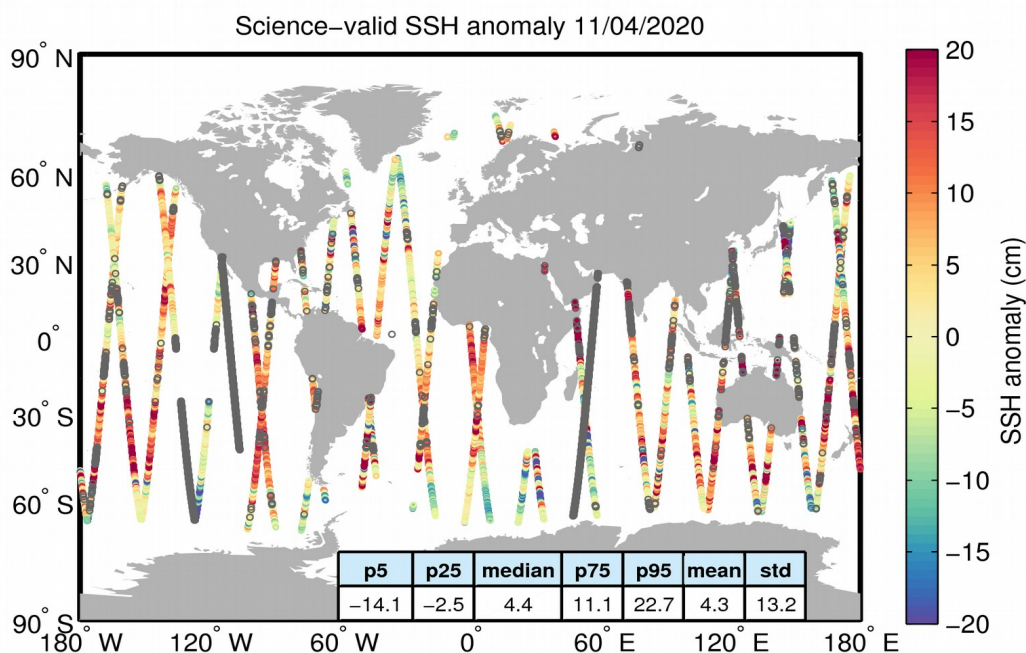 Science−valid SSH anomaly 11/04/2020
90° N
60° N
30° N
0°
30° S
60° S
90° S
180° W
120° W
60° W
0°
60° E
120° E
180° E
20
15
10
5
0
−5
−10
−15
−20
SSH anomaly (cm)
p5 p25 median p75 p95 mean std
−14.1 −2.5 4.4 11.1 22.7 4.3 13.2